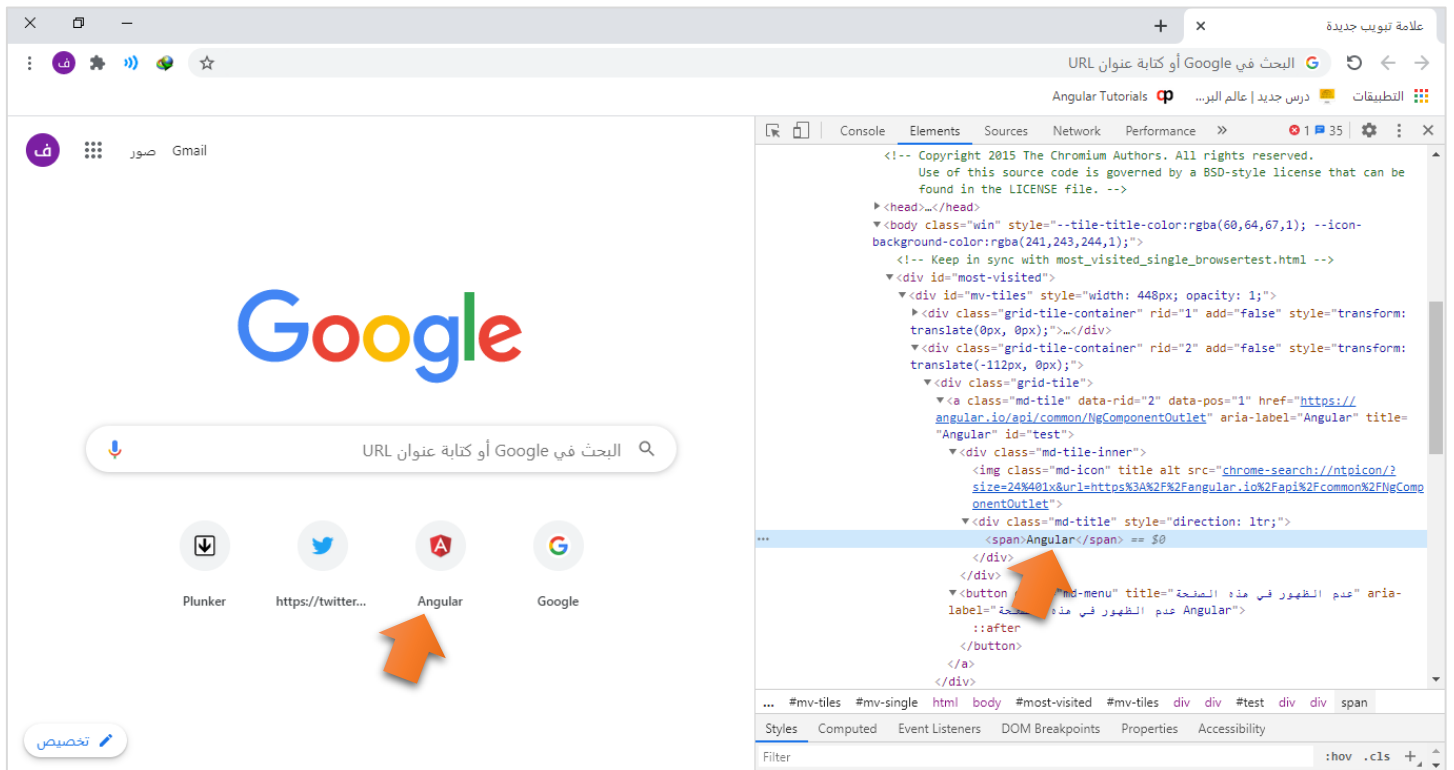 علامة تبويب جديدة
البحث في Google أو كتابة عنوان URL
ف
التطبيقات درس جديد | عالم البر... Angular Tutorials
Gmail صور
ف
Google
البحث في Google أو كتابة عنوان URL
Plunker https://twitter... Angular Google
تخصيص
Console Elements Sources Network Performance » 1 35
<!-- Copyright 2015 The Chromium Authors. All rights reserved.
Use of this source code is governed by a BSD-style license that can be
found in the LICENSE file. -->
<head>…</head>
<body class="win" style="--tile-title-color:rgba(60,64,67,1); --icon-
background-color:rgba(241,243,244,1);">
<!-- Keep in sync with most_visited_single_browsertest.html -->
<div id="most-visited">
<div id="mv-tiles" style="width: 448px; opacity: 1;">
<div class="grid-tile-container" rid="1" add="false" style="transform:
translate(0px, 0px);">…</div>
<div class="grid-tile-container" rid="2" add="false" style="transform:
translate(-112px, 0px);">
<div class="grid-tile">
<a class="md-tile" data-rid="2" data-pos="1" href="https://
angular.io/api/common/NgComponentOutlet" aria-label="Angular" title=
"Angular" id="test">
<div class="md-tile-inner">
<img class="md-icon" title alt src="chrome-search://ntpicon/?
size=24%401x&url=https%3A%2F%2Fangular.io%2Fapi%2Fcommon%2FNgComp
onentOutlet">
<div class="md-title" style="direction: ltr;">
... <span>Angular</span> == $0
</div>
</div>
<button md-menu" title="عدم الظهور في هذه الصفحة" aria-
label="عدم الظهور في هذه الصفحة Angular">
::after
</button>
</a>
</div>
... #mv-tiles #mv-single html body #most-visited #mv-tiles div div #test div div span
Styles Computed Event Listeners DOM Breakpoints Properties Accessibility
Filter :hov .cls +